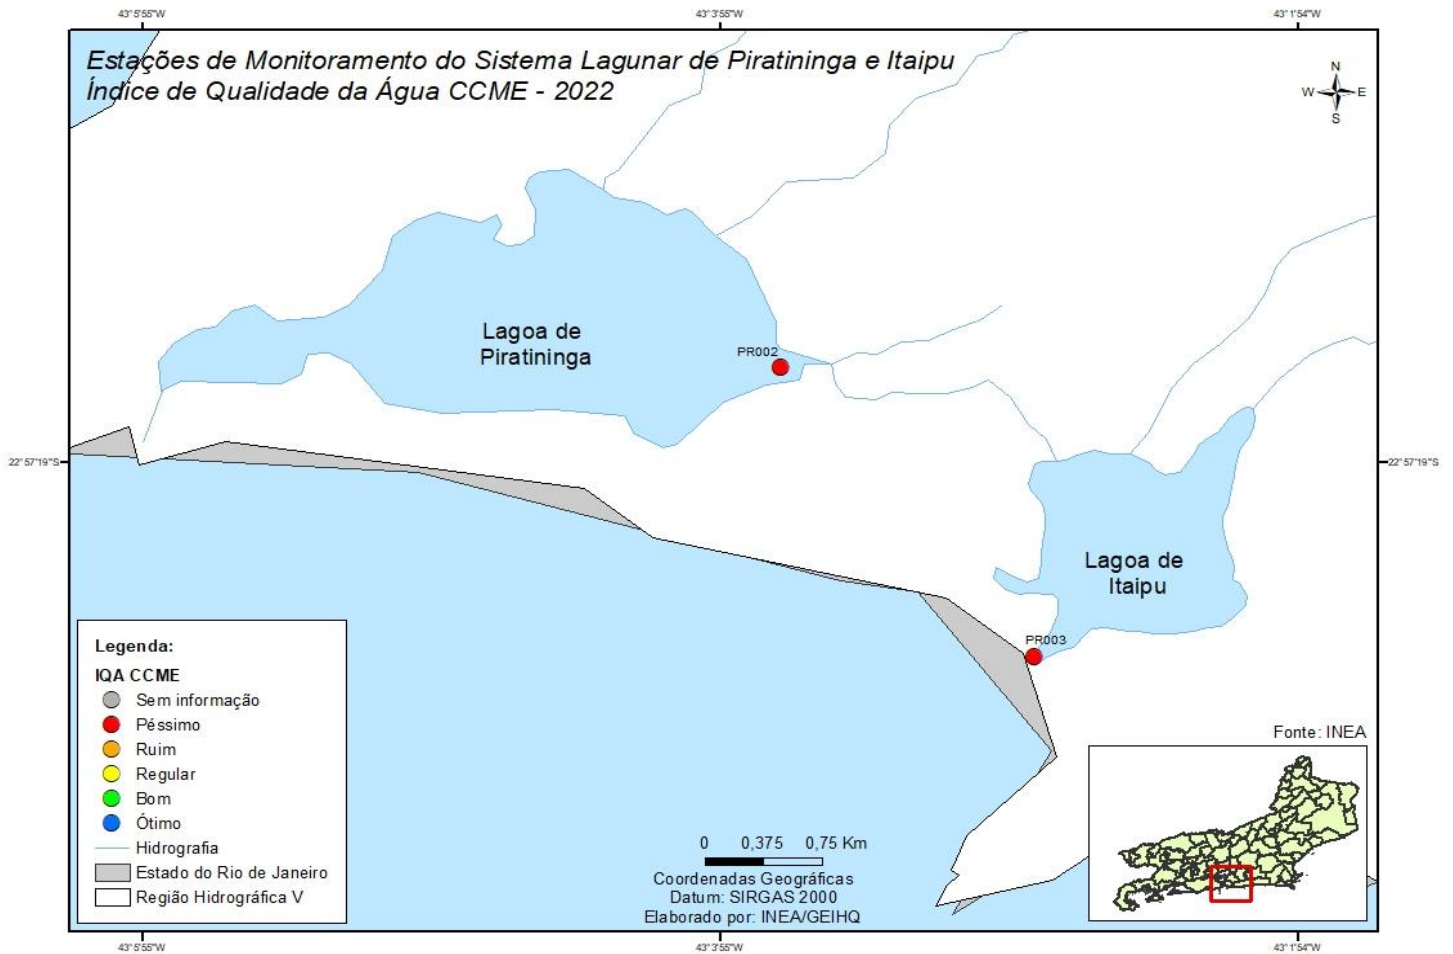 43°5'55"W
43°3'55"W
43°1'54"W
Estações de Monitoramento do Sistema Lagunar de Piratininga e Itaipu
Índice de Qualidade da Água CCME - 2022
N
W E
S
Lagoa de
Piratininga
PR002
22°57'19"S
22°57'19"S
Lagoa de
Itaipu
PR003
Legenda:
IQA CCME
Sem informação
Péssimo
Ruim
Regular
Bom
Ótimo
Hidrografia
Estado do Rio de Janeiro
Região Hidrográfica V
0 0,375 0,75 Km
Coordenadas Geográficas
Datum: SIRGAS 2000
Elaborado por: INEA/GEIHQ
Fonte: INEA
43°5'55"W
43°3'55"W
43°1'54"W